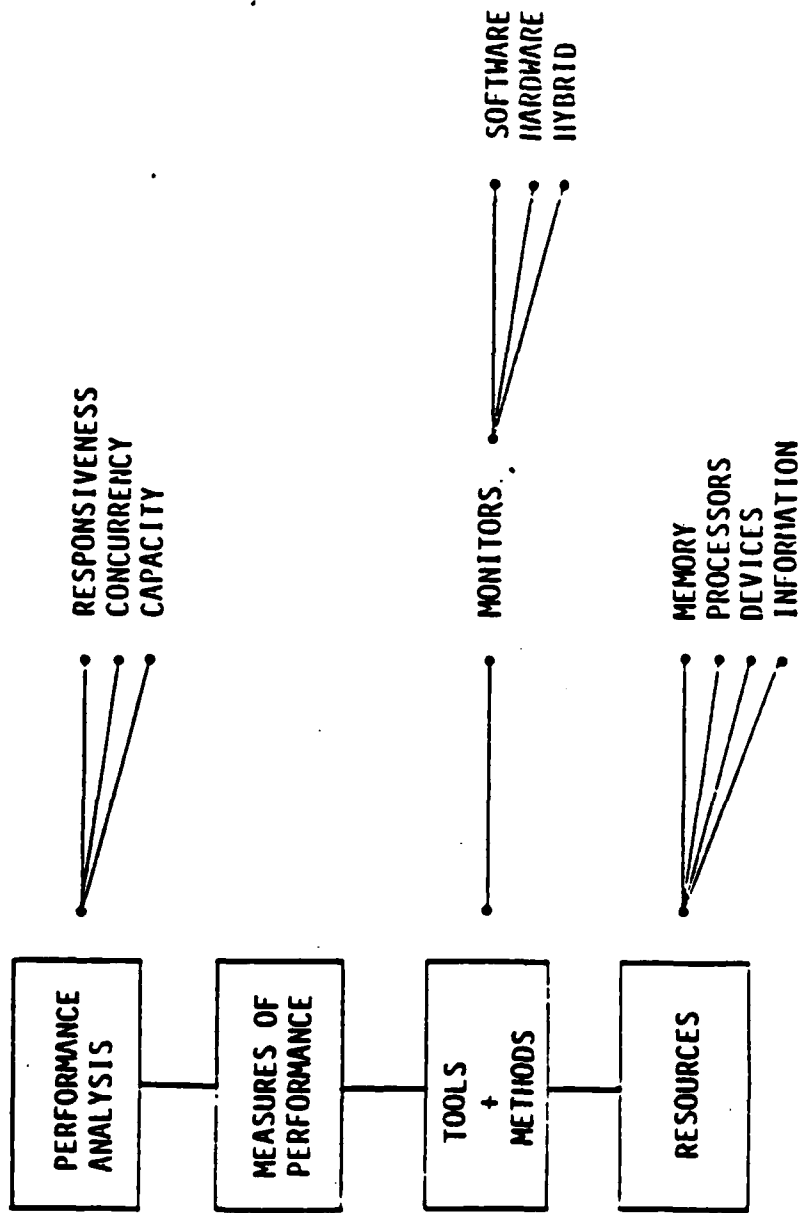 PERFORMANCE
ANALYSIS
RESPONSIVENESS
CONCURRENCY
CAPACITY
MEASURES OF
PERFORMANCE
TOOLS
+
METHODS
MONITORS
SOFTWARE
HARDWARE
HYBRID
RESOURCES
MEMORY
PROCESSORS
DEVICES
INFORMATION